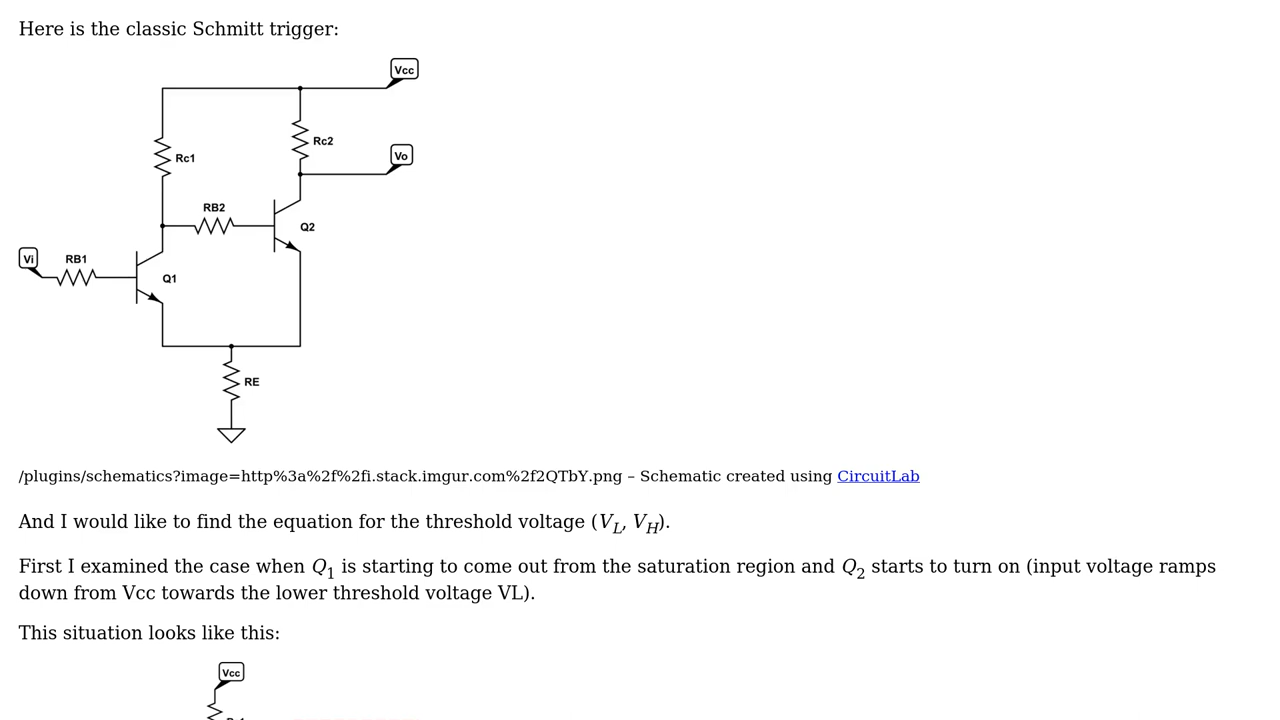 Here is the classic Schmitt trigger:
Vcc
Rc2
Vo
Rc1
RB2
Q2
Vi
RB1
Q1
RE
/plugins/schematics?image=http%3a%2f%2fi.stack.imgur.com%2f2QTbY.png – Schematic created using CircuitLab
And I would like to find the equation for the threshold voltage (VL, VH).
First I examined the case when Q1 is starting to come out from the saturation region and Q2 starts to turn on (input voltage ramps
down from Vcc towards the lower threshold voltage VL).
This situation looks like this:
Vcc